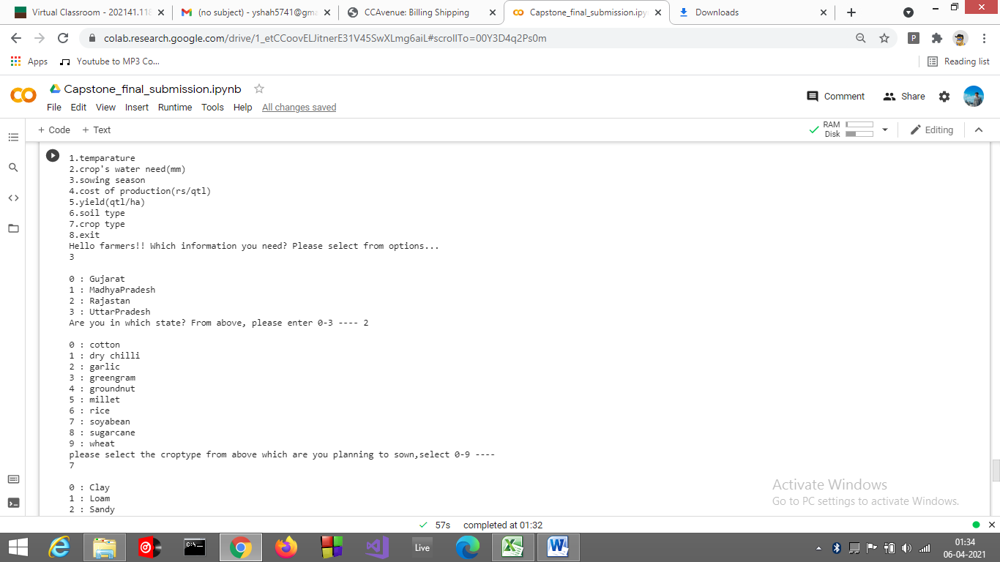 Virtual Classroom - 202141.118
(no subject) - yshah5741@gma
CCAvenue: Billing Shipping
Capstone_final_submission.ipyn
Downloads
colab.research.google.com/drive/1_etCCoovELJitnerE31V45SwXLmg6aiL#scrollTo=00Y3D4q2Ps0m
P
Apps
Youtube to MP3 Co...
Reading list
Capstone_final_submission.ipynb
File Edit View Insert Runtime Tools Help All changes saved
Comment
Share
+ Code + Text
RAM
Disk
Editing
1.temparature
2.crop's water need(mm)
3.sowing season
4.cost of production(rs/qtl)
5.yield(qtl/ha)
6.soil type
7.crop type
8.exit
Hello farmers!! Which information you need? Please select from options...
3
0 : Gujarat
1 : MadhyaPradesh
2 : Rajastan
3 : UttarPradesh
Are you in which state? From above, please enter 0-3 ---- 2
0 : cotton
1 : dry chilli
2 : garlic
3 : greengram
4 : groundnut
5 : millet
6 : rice
7 : soyabean
8 : sugarcane
9 : wheat
please select the croptype from above which are you planning to sown,select 0-9 ----
7
0 : Clay
1 : Loam
2 : Sandy
Activate Windows
Go to PC settings to activate Windows.
57s completed at 01:32
Live
01:34
06-04-2021